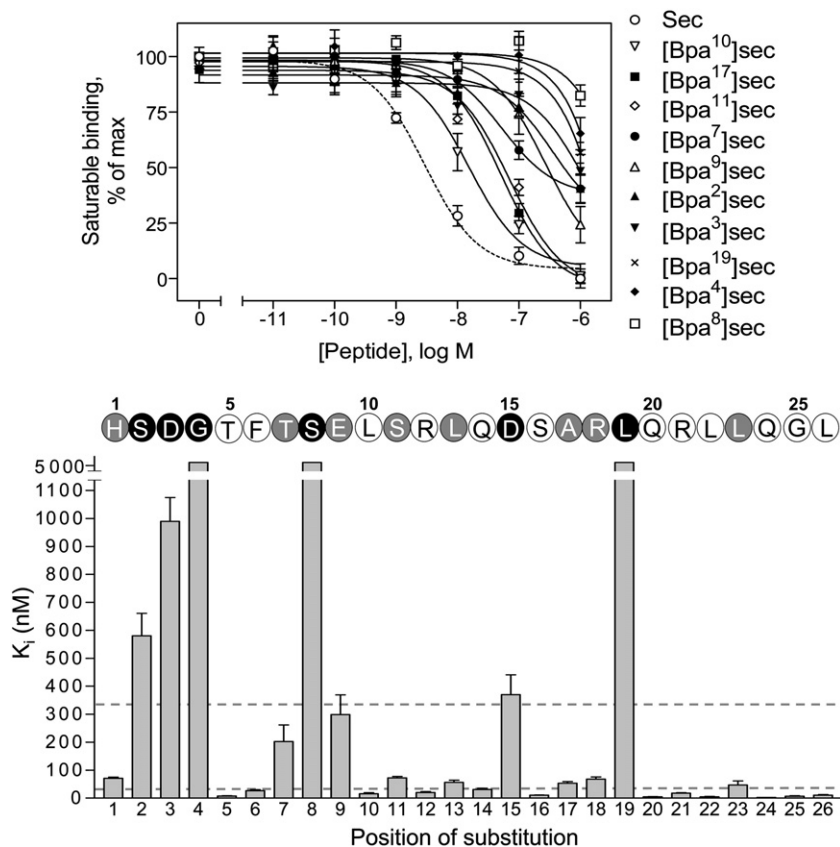 Saturable binding,
% of max
100
75
50
25
0
0 -11 -10 -9 -8 -7 -6
[Peptide], log M
Sec
[Bpa¹⁰]sec
[Bpa¹⁷]sec
[Bpa¹¹]sec
[Bpa⁷]sec
[Bpa⁹]sec
[Bpa²]sec
[Bpa³]sec
[Bpa¹⁹]sec
[Bpa⁴]sec
[Bpa⁸]sec
1 5 10 15 20 25
H S D G T F T S E L S R L Q D S A R L Q R L L Q G L
Kᵢ (nM)
5000
1100
1000
900
800
700
600
500
400
300
200
100
0
1 2 3 4 5 6 7 8 9 10 11 12 13 14 15 16 17 18 19 20 21 22 23 24 25 26
Position of substitution